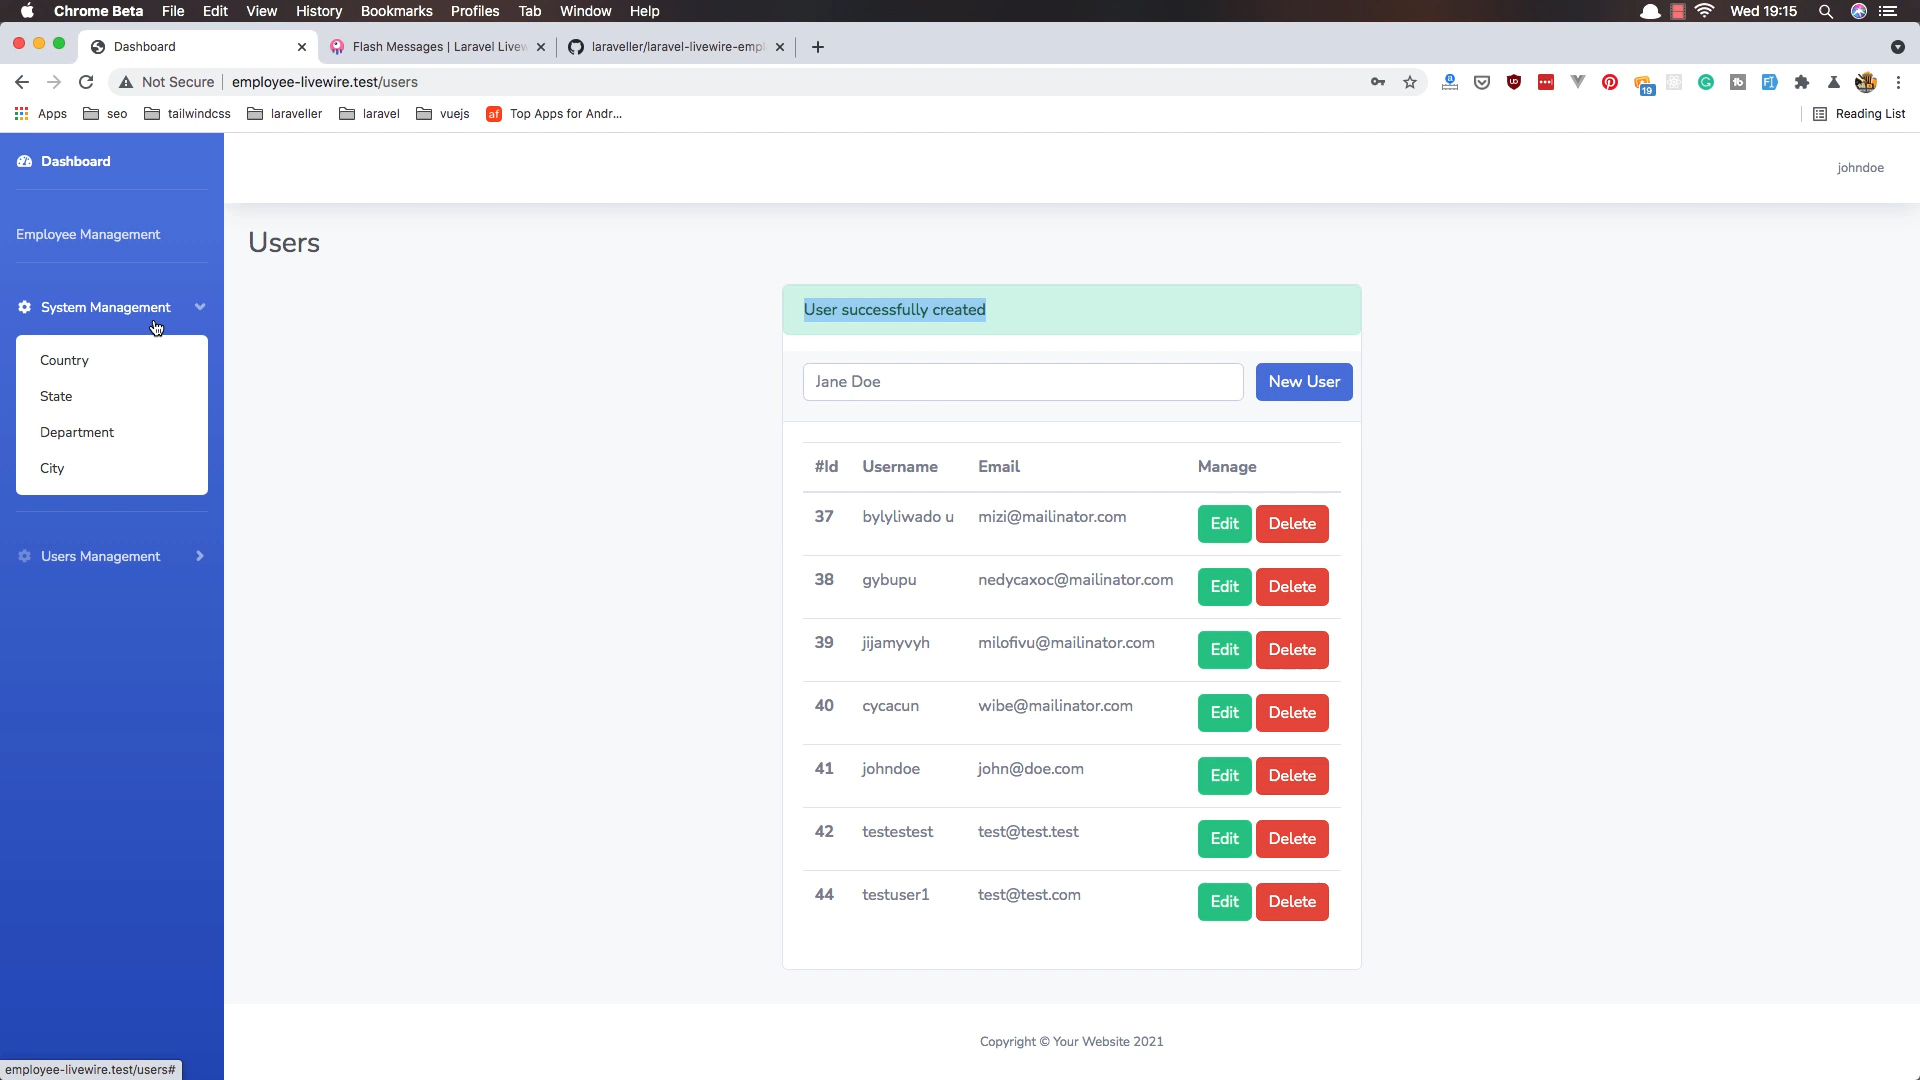 Chrome Beta File Edit View History Bookmarks Profiles Tab Window Help Wed 19:15
Dashboard Flash Messages | Laravel Livew laraveller/laravel-livewire-empl
Not Secure employee-livewire.test/users 19
Apps seo tailwindcss laraveller laravel vuejs af Top Apps for Andr... Reading List
Dashboard
johndoe
Employee Management
Users
System Management
User successfully created
Country
Jane Doe New User
State
Department
City
#Id Username Email Manage
37 bylyliwado u mizi@mailinator.com Edit Delete
Users Management
38 gybupu nedycaxoc@mailinator.com Edit Delete
39 jijamyvyh milofivu@mailinator.com Edit Delete
40 cycacun wibe@mailinator.com Edit Delete
41 johndoe john@doe.com Edit Delete
42 testestest test@test.test Edit Delete
44 testuser1 test@test.com Edit Delete
Copyright © Your Website 2021
employee-livewire.test/users#